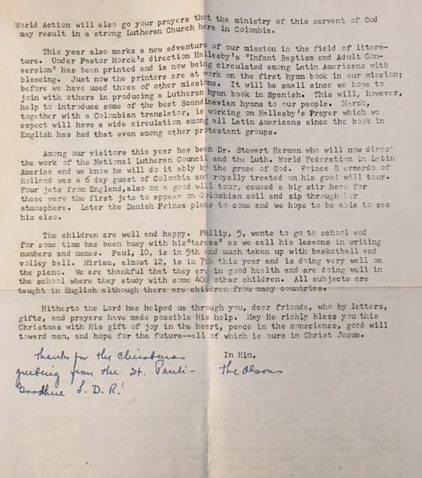 World Action will also go your prayers that the ministry of this servant of God
may result in a strong Lutheran Church here in Colombia.
This year also marks a new adventure of our mission in the field of litera-
ture. Under Pastor Morck's direction Hallesby's "Infant Baptism and Adult Con-
version" has been printed and is now being circulated among Latin Americans with
blessing. Just now the printers are at work on the first hymn book in our mission;
before we have used those of other missions. It will be small since we hope to
join with others in producing a Lutheran hymn book in Spanish. This will, however,
help to introduce some of the best Scandinavian hymns to our people. Morck,
together with a Colombian translator, is working on Hallesby's Prayer which we
expect will have a wide circulation among all Latin Americans since the book in
English has had that even among other protestant groups.
Among our visitors this year has been Dr. Stewart Herman who will now direct
the work of the National Lutheran Council and the Luth. World Federation in Latin
America and we know he will do it ably by the grace of God. Prince Bernardo of
Holland was a 6 day guest of Colombia and royally treated on his good will tour.
Four jets from England, also on a good will tour, caused a big stir here for
these were the first jets to appear on Colombian soil and zip through her
atmosphere. Later the Danish Prince plans to come and we hope to be able to see
him also.
The children are well and happy. Philip, 5, wants to go to school and
for some time has been busy with his "tareas" as we call his lessons in writing
numbers and names. Paul, 10, is in 5th and much taken up with basketball and
volley ball. Miriam, almost 12, is in 7th this year and is doing very well on
the piano. We are thankful that they are in good health and are doing well in
the school where they study with some 400 other children. All subjects are
taught in English although there are children from many countries.
Hitherto the Lord has helped us through you, dear friends, who by letters,
gifts, and prayers have made possible His help. May He richly bless you this
Christmas with His gift of joy in the heart, peace in the conscience, good will
toward men, and hope for the future--all of which is ours in Christ Jesus.
In Him,
The Olsons
Thanks for the Christmas
greeting from the St. Pauli-
Goodhue L.D.R.!